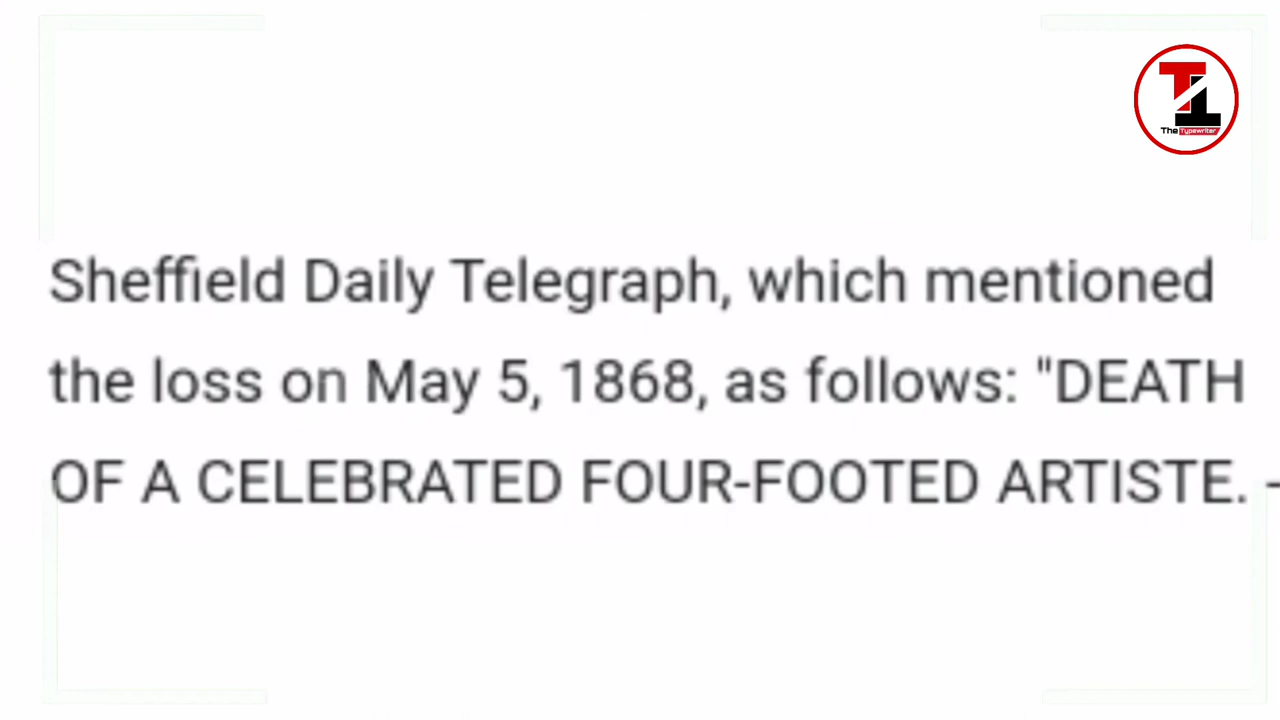 The Typewriter
Sheffield Daily Telegraph, which mentioned
the loss on May 5, 1868, as follows: "DEATH
OF A CELEBRATED FOUR-FOOTED ARTISTE. -